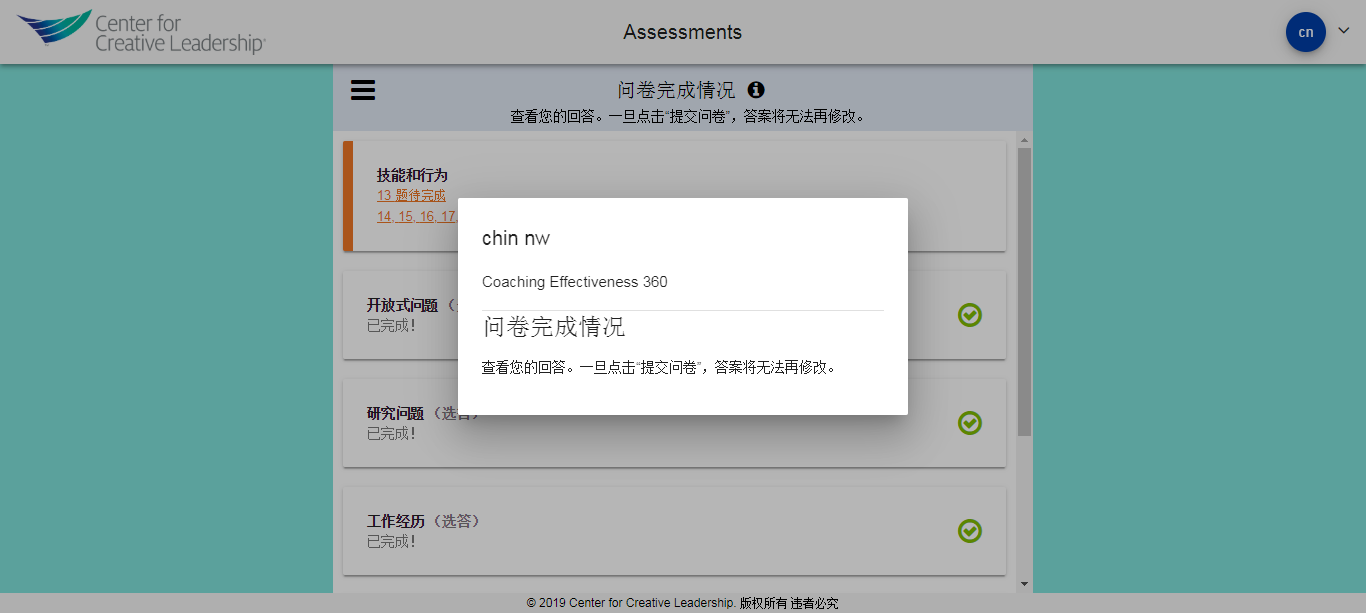 Center for
Creative Leadership®
Assessments
cn
问卷完成情况
查看您的回答。一旦点击“提交问卷”，答案将无法再修改。
技能和行为
13 题待完成
14, 15, 16, 17,
chin nw
Coaching Effectiveness 360
问卷完成情况
查看您的回答。一旦点击“提交问卷”，答案将无法再修改。
开放式问题（
已完成！
研究问题（选答）
已完成！
工作经历（选答）
已完成！
© 2019 Center for Creative Leadership. 版权所有 违者必究